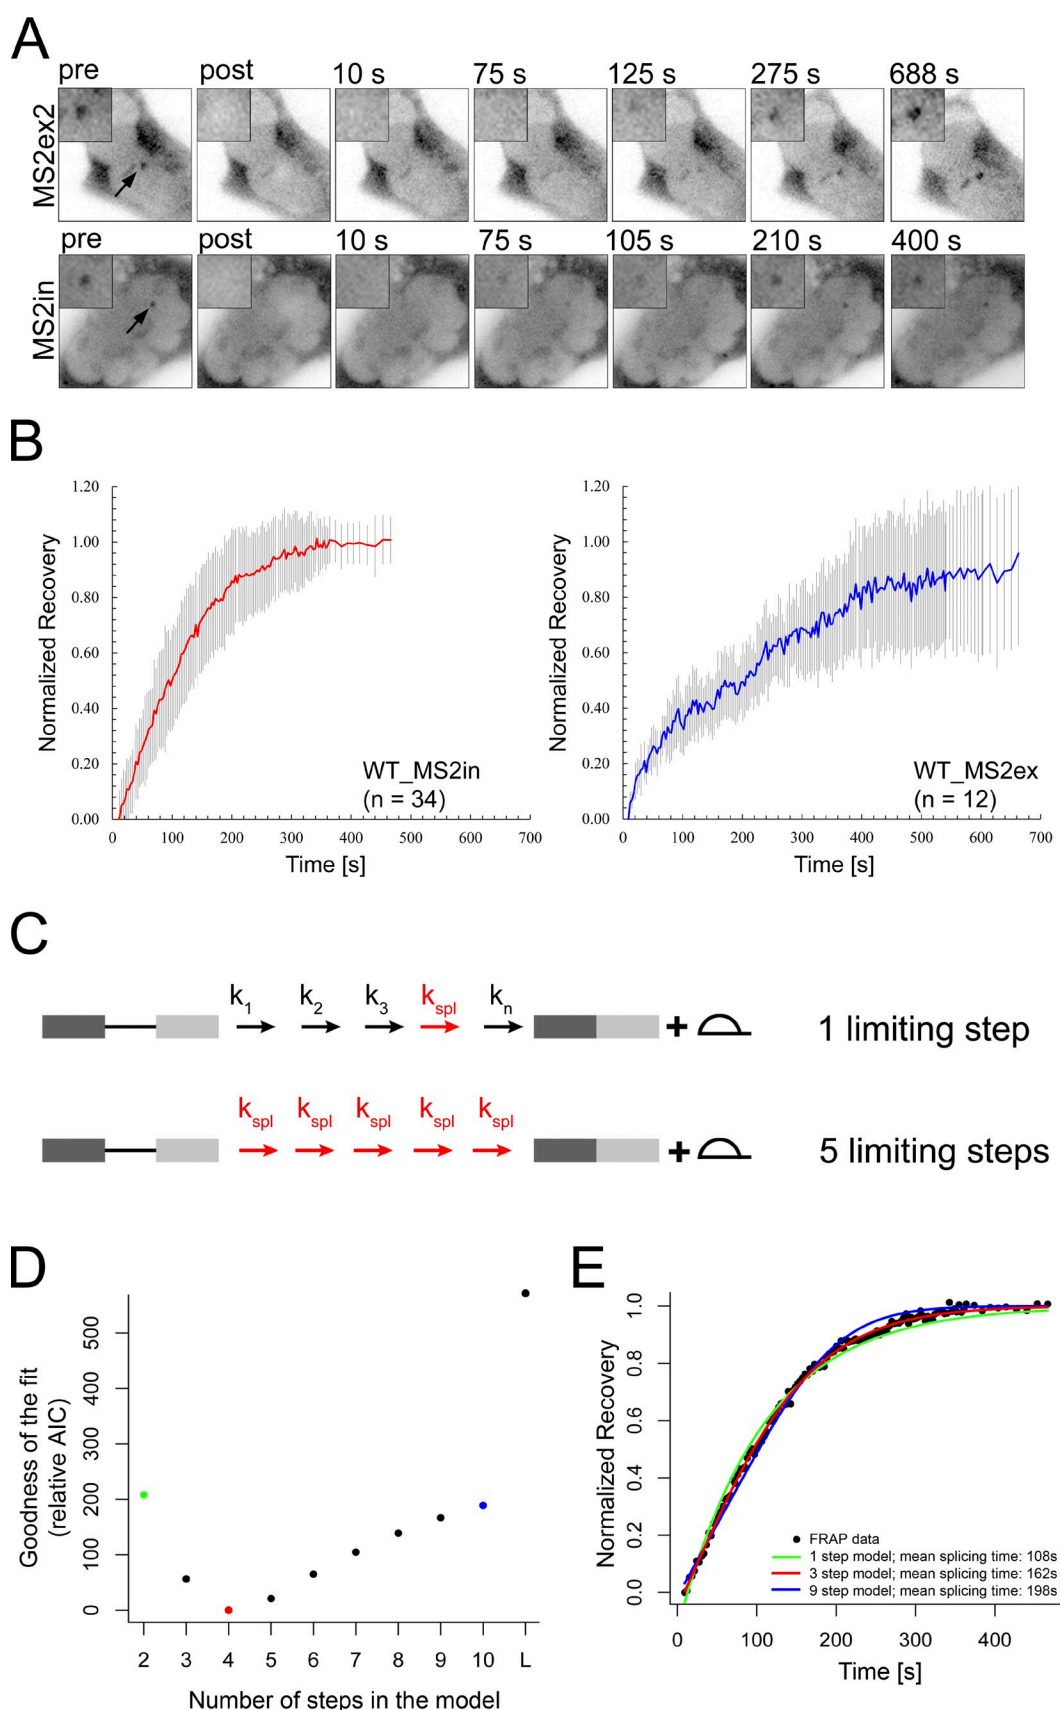 A
pre post 10 s 75 s 125 s 275 s 688 s
MS2ex2
pre post 10 s 75 s 105 s 210 s 400 s
MS2in
B
1.20
1.00
0.80
0.60
0.40
0.20
0.00
Normalized Recovery
WT_MS2in
(n = 34)
0 100 200 300 400 500 600 700
Time [s]
1.20
1.00
0.80
0.60
0.40
0.20
0.00
Normalized Recovery
WT_MS2ex
(n = 12)
0 100 200 300 400 500 600 700
Time [s]
C
k1 k2 k3 kspl kn
+ 1 limiting step
kspl kspl kspl kspl kspl
+ 5 limiting steps
D
500
400
300
200
100
0
Goodness of the fit
(relative AIC)
2 3 4 5 6 7 8 9 10 L
Number of steps in the model
E
1.0
0.8
0.6
0.4
0.2
0.0
Normalized Recovery
FRAP data
1 step model; mean splicing time: 108s
3 step model; mean splicing time: 162s
9 step model; mean splicing time: 198s
0 100 200 300 400
Time [s]